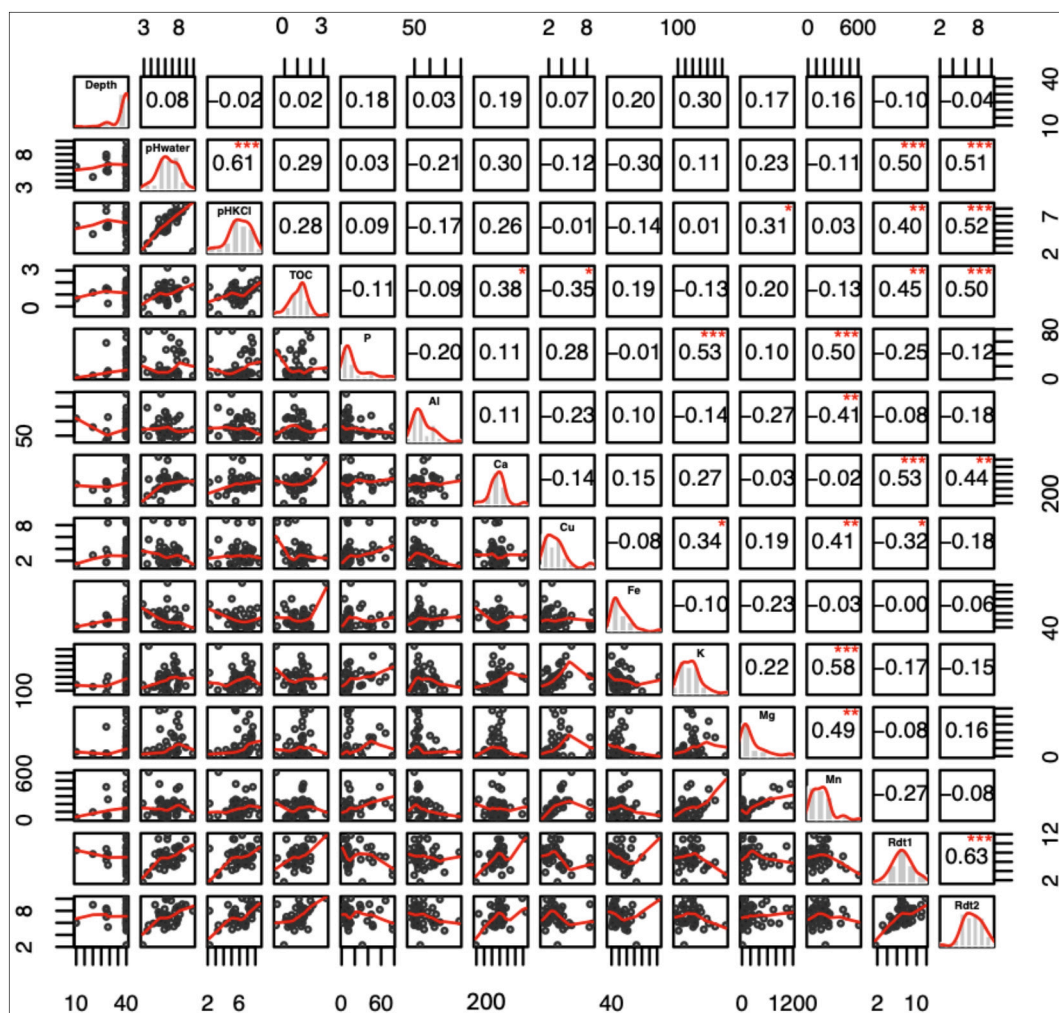 3 8 0 3 50 2 8 100 0 600 2 8
Depth 0.08 −0.02 0.02 0.18 0.03 0.19 0.07 0.20 0.30 0.17 0.16 −0.10 −0.04 10 40
3 8 pHwater 0.61 *** 0.29 0.03 −0.21 0.30 −0.12 −0.30 0.11 0.23 −0.11 0.50 *** 0.51 ***
pHKCl 0.28 0.09 −0.17 0.26 −0.01 −0.14 0.01 0.31 * 0.03 0.40 ** 0.52 *** 2 7
0 3 TOC −0.11 −0.09 0.38 * −0.35 * 0.19 −0.13 0.20 −0.13 0.45 ** 0.50 ***
P −0.20 0.11 0.28 −0.01 0.53 *** 0.10 0.50 *** −0.25 −0.12 0 80
50 Al 0.11 −0.23 0.10 −0.14 −0.27 −0.41 ** −0.08 −0.18
Ca −0.14 0.15 0.27 −0.03 −0.02 0.53 *** 0.44 ** 200
2 8 Cu −0.08 0.34 * 0.19 0.41 ** −0.32 * −0.18
Fe −0.10 −0.23 −0.03 −0.00 −0.06 40
100 K 0.22 0.58 *** −0.17 −0.15
Mg 0.49 ** −0.08 0.16 0
0 600 Mn −0.27 −0.08
Rdt1 0.63 *** 2 12
2 8 Rdt2
10 40 2 6 0 60 200 40 0 1200 2 10